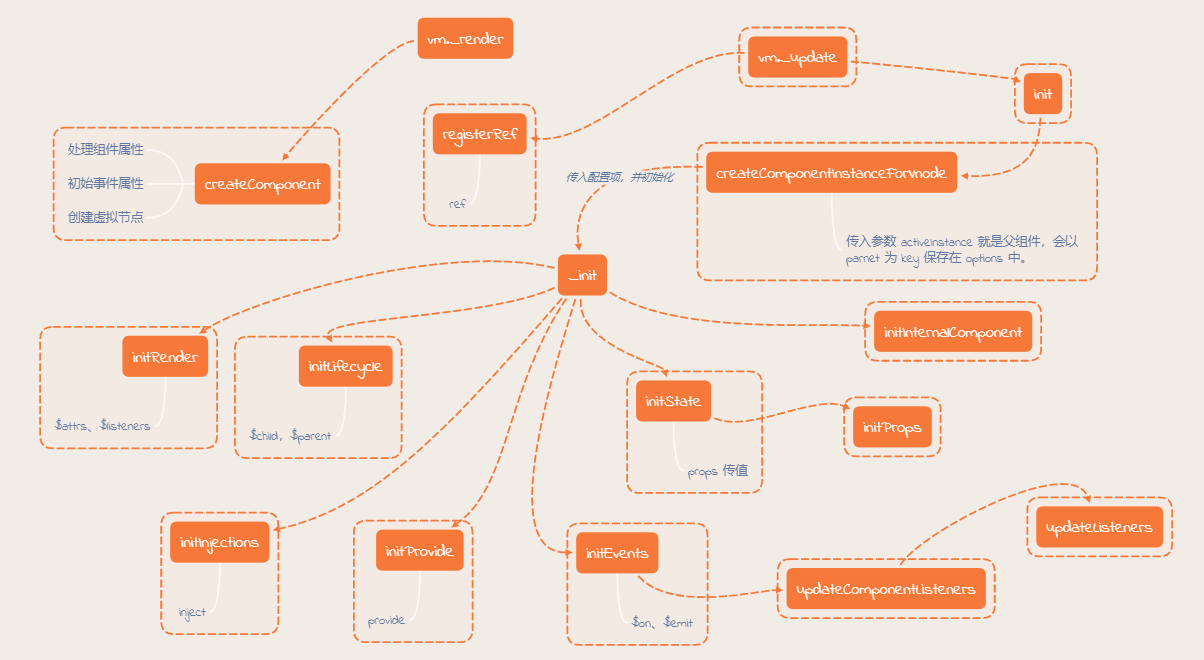 vm._render
vm._update
init
registerRef
ref
处理组件属性
初始事件属性
创建虚拟节点
createComponent
传入配置项，并初始化
createComponentInstanceForVnode
传入参数 activeInstance 就是父组件，会以
parnet 为 key 保存在 options 中。
_init
initInternalComponent
initRender
$attrs、$listeners
initLifecycle
$child，$parent
initState
props 传值
initProps
initInjections
inject
initProvide
provide
initEvents
$on、$emit
updateComponentListeners
updateListeners